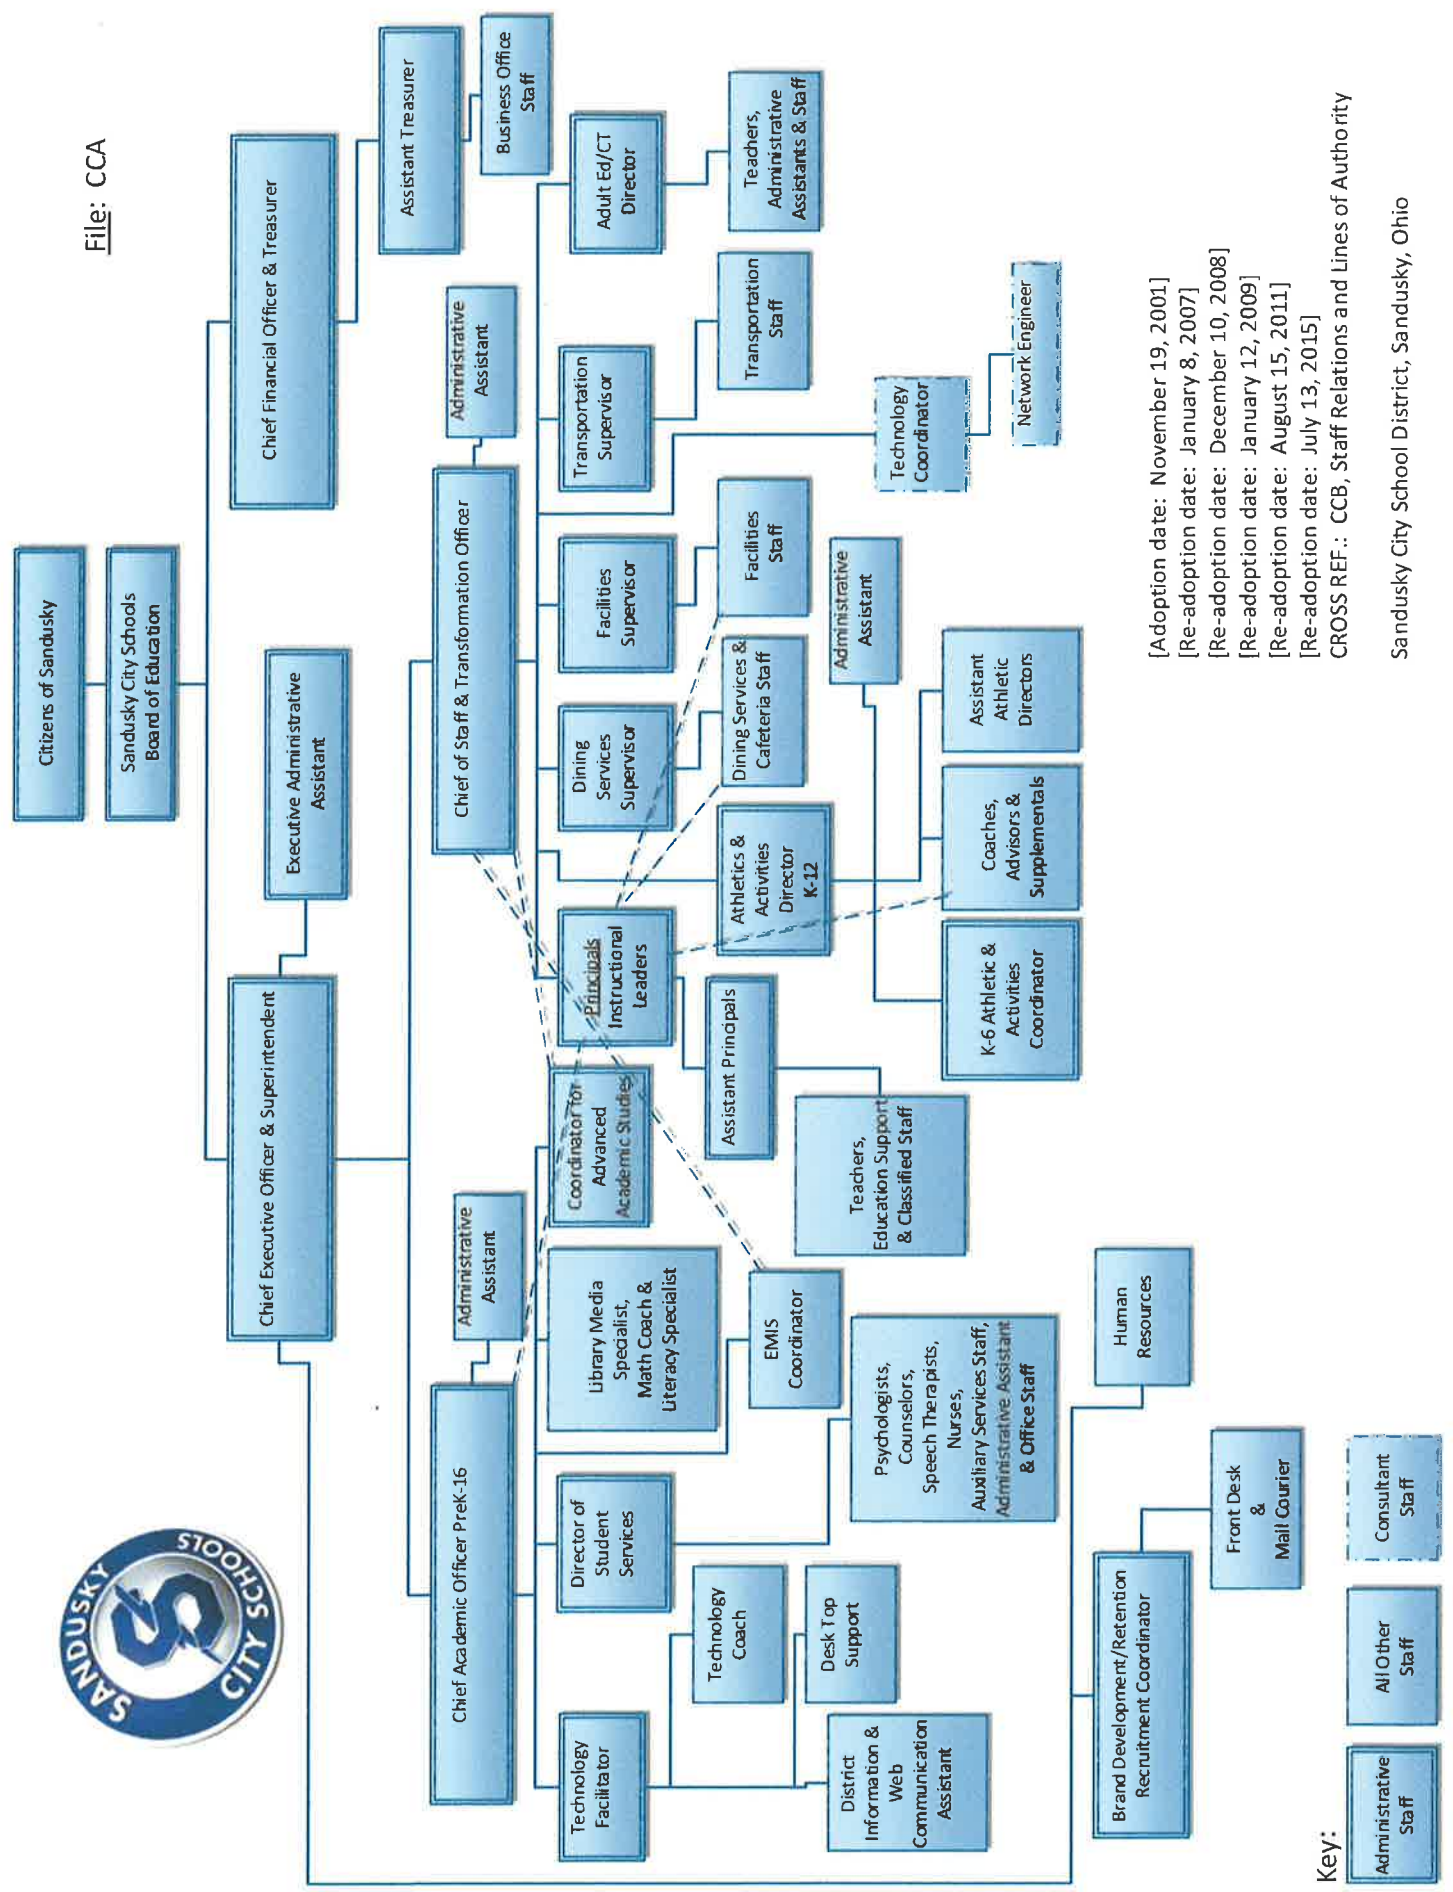 SANDUSKY
CITY SCHOOLS
File: CCA
Citizens of Sandusky
Sandusky City Schools
Board of Education
Chief Executive Officer & Superintendent
Executive Administrative
Assistant
Chief Financial Officer & Treasurer
Assistant Treasurer
Business Office
Staff
Chief Academic Officer PreK-16
Administrative
Assistant
Chief of Staff & Transformation Officer
Administrative
Assistant
Technology
Facilitator
Director of
Student
Services
Library Media
Specialist,
Math Coach &
Literacy Specialist
Coordinator for
Advanced
Academic Studies
Principals
Instructional
Leaders
Dining
Services
Supervisor
Facilities
Supervisor
Transportation
Supervisor
Adult Ed/CT
Director
Technology
Coach
Desk Top
Support
District
Information &
Web
Communication
Assistant
EMIS
Coordinator
Psychologists,
Counselors,
Speech Therapists,
Nurses,
Auxiliary Services Staff,
Administrative Assistant
& Office Staff
Assistant Principals
Teachers,
Education Support
& Classified Staff
Athletics &
Activities
Director
K-12
Dining Services &
Cafeteria Staff
Facilities
Staff
Transportation
Staff
Teachers,
Administrative
Assistants & Staff
Administrative
Assistant
Technology
Coordinator
Network Engineer
K-6 Athletic &
Activities
Coordinator
Coaches,
Advisors &
Supplementals
Assistant
Athletic
Directors
Brand Development/Retention
Recruitment Coordinator
Human
Resources
Front Desk
&
Mail Courier
Key:
Administrative
Staff
All Other
Staff
Consultant
Staff
[Adoption date: November 19, 2001]
[Re-adoption date: January 8, 2007]
[Re-adoption date: December 10, 2008]
[Re-adoption date: January 12, 2009]
[Re-adoption date: August 15, 2011]
[Re-adoption date: July 13, 2015]
CROSS REF.: CCB, Staff Relations and Lines of Authority
Sandusky City School District, Sandusky, Ohio